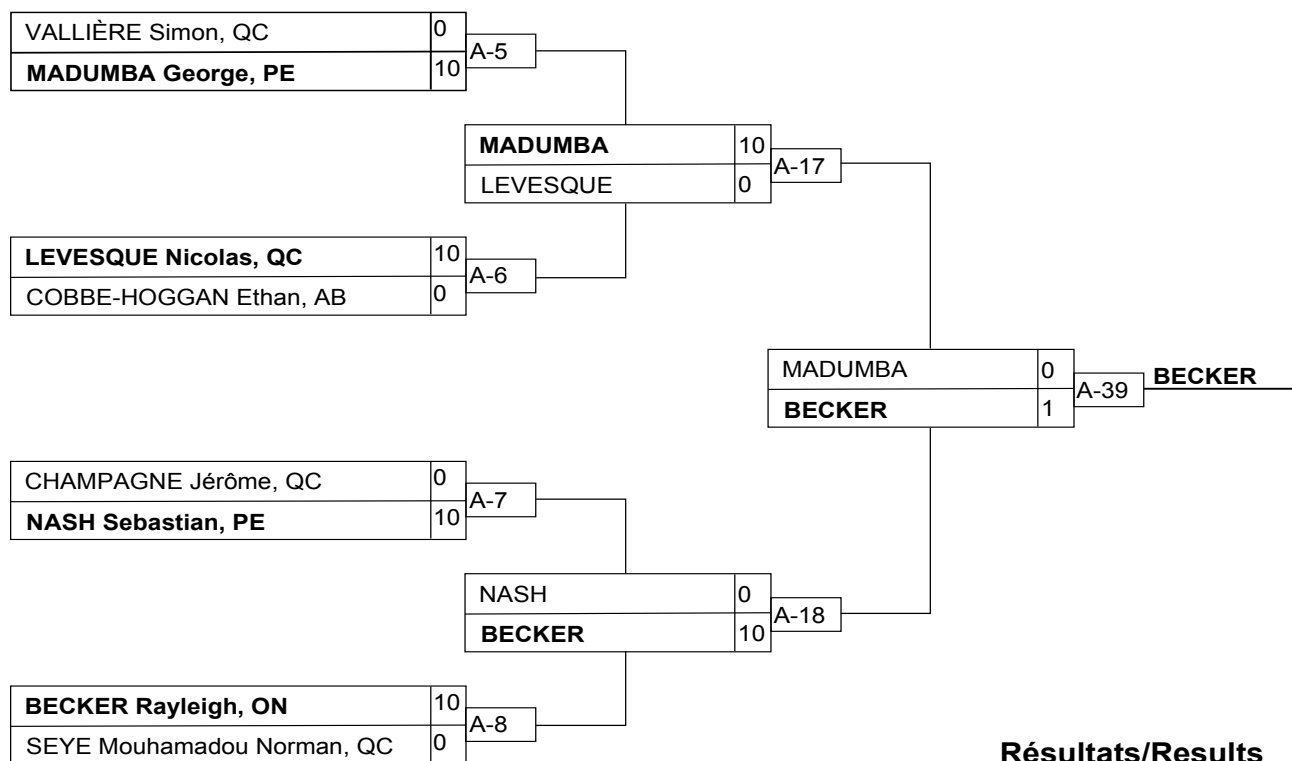 VALLIÈRE Simon, QC 0
A-5
MADUMBA George, PE 10
MADUMBA 10
A-17
LEVESQUE 0
LEVESQUE Nicolas, QC 10
A-6
COBBE-HOGGAN Ethan, AB 0
MADUMBA 0
A-39 BECKER
BECKER 1
CHAMPAGNE Jérôme, QC 0
A-7
NASH Sebastian, PE 10
NASH 0
A-18
BECKER 10
BECKER Rayleigh, ON 10
A-8
SEYE Mouhamadou Norman, QC 0
Résultats/Results